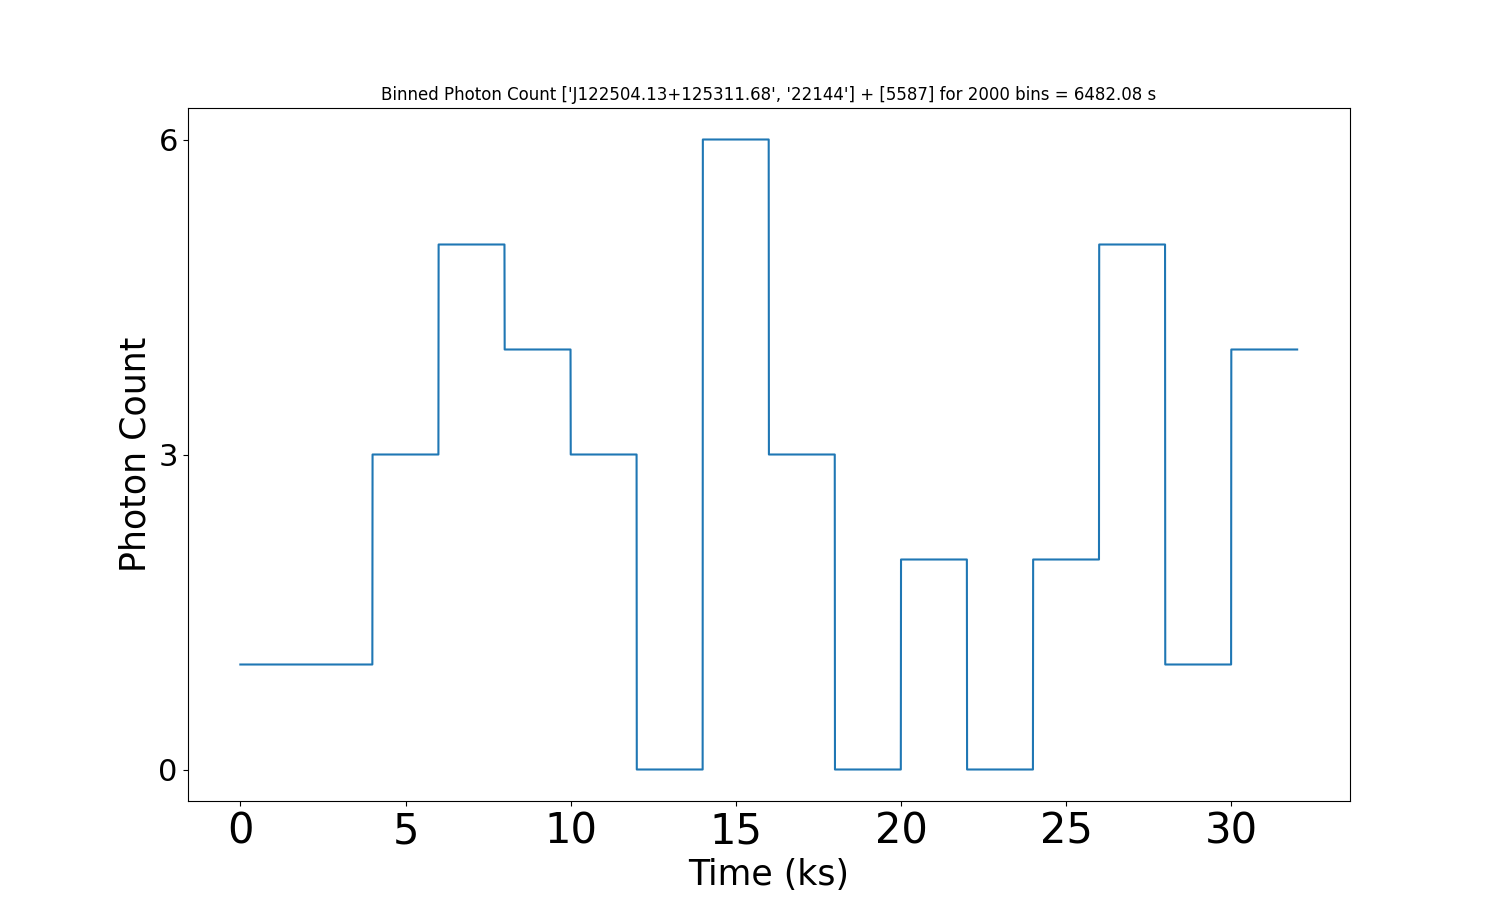 Binned Photon Count ['J122504.13+125311.68', '22144'] + [5587] for 2000 bins = 6482.08 s
6
3
0
Photon Count
0 5 10 15 20 25 30
Time (ks)